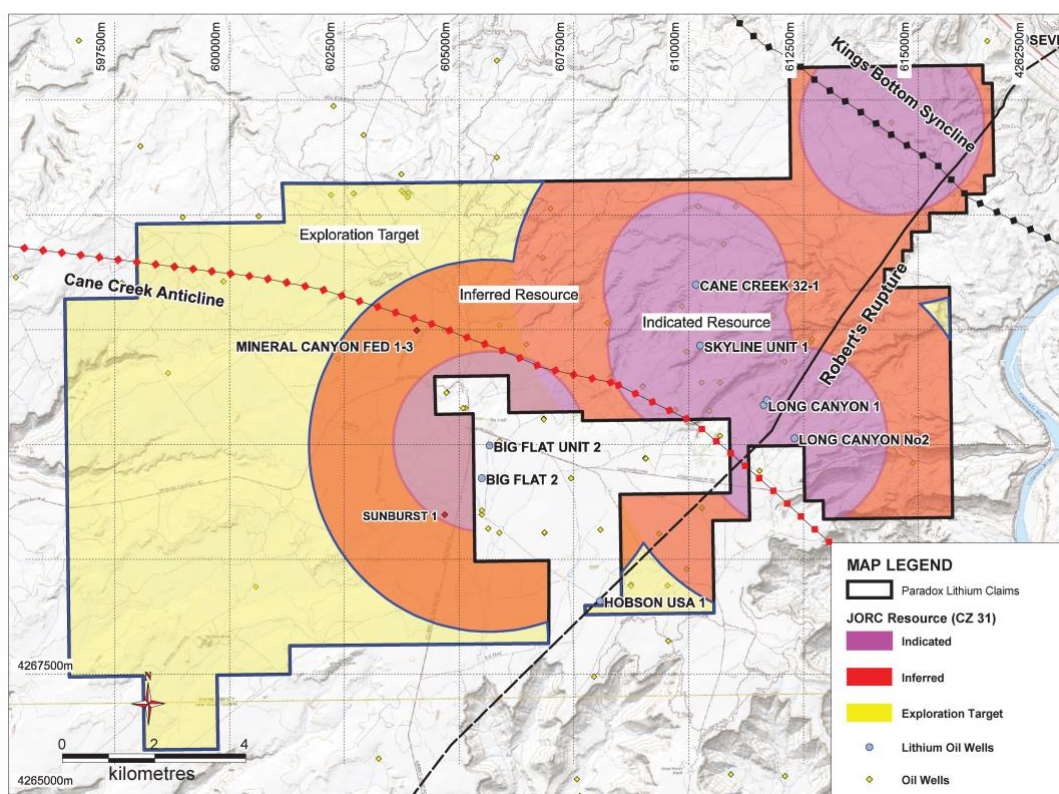 597500m
600000m
602500m
605000m
607500m
610000m
612500m
615000m
4262500m
SEVE
Kings Bottom Syncline
Exploration Target
Cane Creek Anticline
Inferred Resource
CANE CREEK 32-1
Indicated Resource
MINERAL CANYON FED 1-3
SKYLINE UNIT 1
Robert's Rupture
LONG CANYON 1
LONG CANYON No2
BIG FLAT UNIT 2
BIG FLAT 2
SUNBURST 1
HOBSON USA 1
4267500m
N
0 2 4
kilometres
4265000m
MAP LEGEND
Paradox Lithium Claims
JORC Resource (CZ 31)
Indicated
Inferred
Exploration Target
Lithium Oil Wells
Oil Wells